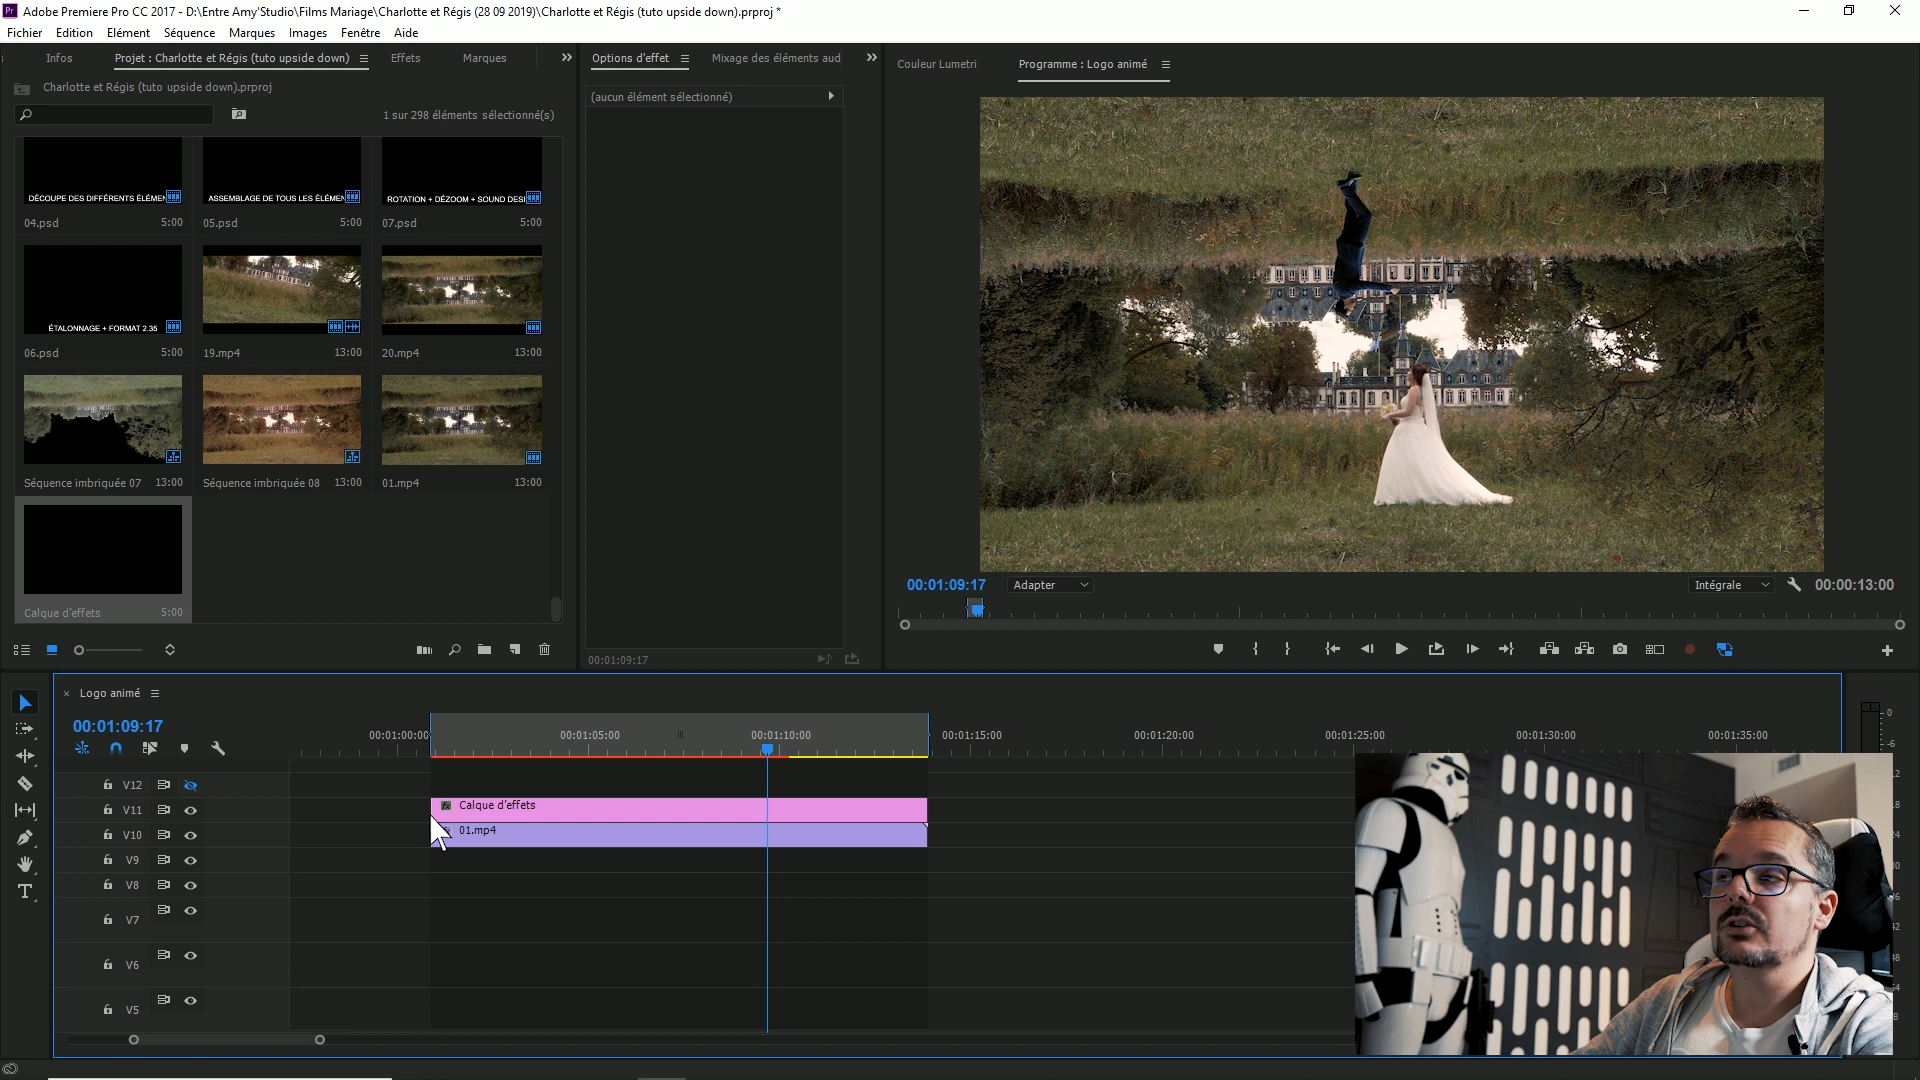 Adobe Premiere Pro CC 2017 - D:\Entre Amy'Studio\Films Mariage\Charlotte et Régis (28 09 2019)\Charlotte et Régis (tuto upside down).prproj *
Fichier Edition Elément Séquence Marques Images Fenêtre Aide
Infos Projet : Charlotte et Régis (tuto upside down) Effets Marques
Charlotte et Régis (tuto upside down).prproj
1 sur 298 éléments sélectionné(s)
DÉCOUPE DES DIFFÉRENTS ÉLÉMEN
ASSEMBLAGE DE TOUS LES ÉLÉMEN
ROTATION + DÉZOOM + SOUND DESI
04.psd 5:00
05.psd 5:00
07.psd 5:00
ÉTALONNAGE + FORMAT 2.35
06.psd 5:00
19.mp4 13:00
20.mp4 13:00
Séquence imbriquée 07 13:00
Séquence imbriquée 08 13:00
01.mp4 13:00
Calque d'effets 5:00
Options d'effet Mixage des éléments aud
(aucun élément sélectionné)
00:01:09:17
Couleur Lumetri Programme : Logo animé
00:01:09:17 Adapter Intégrale 00:00:13:00
Logo animé
00:01:09:17
00:01:00:00 00:01:05:00 00:01:10:00 00:01:15:00 00:01:20:00 00:01:25:00 00:01:30:00 00:01:35:00
V12
V11 Calque d'effets
V10 01.mp4
V9
V8
V7
V6
V5
0
-6